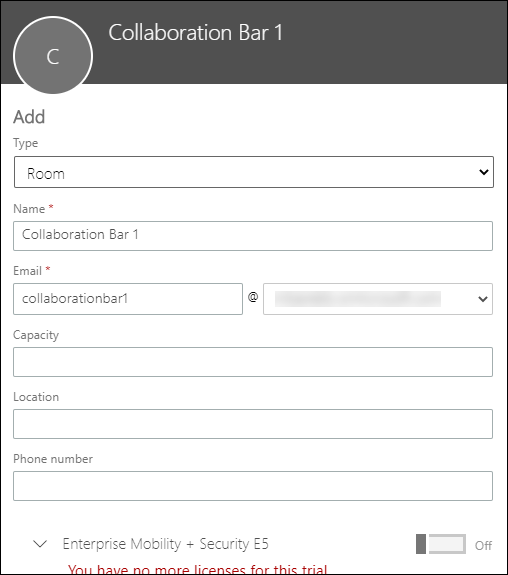 C
Collaboration Bar 1
Add
Type
Room
Name *
Collaboration Bar 1
Email *
collaborationbar1 @
Capacity
Location
Phone number
Enterprise Mobility + Security E5 Off
You have no more licenses for this trial